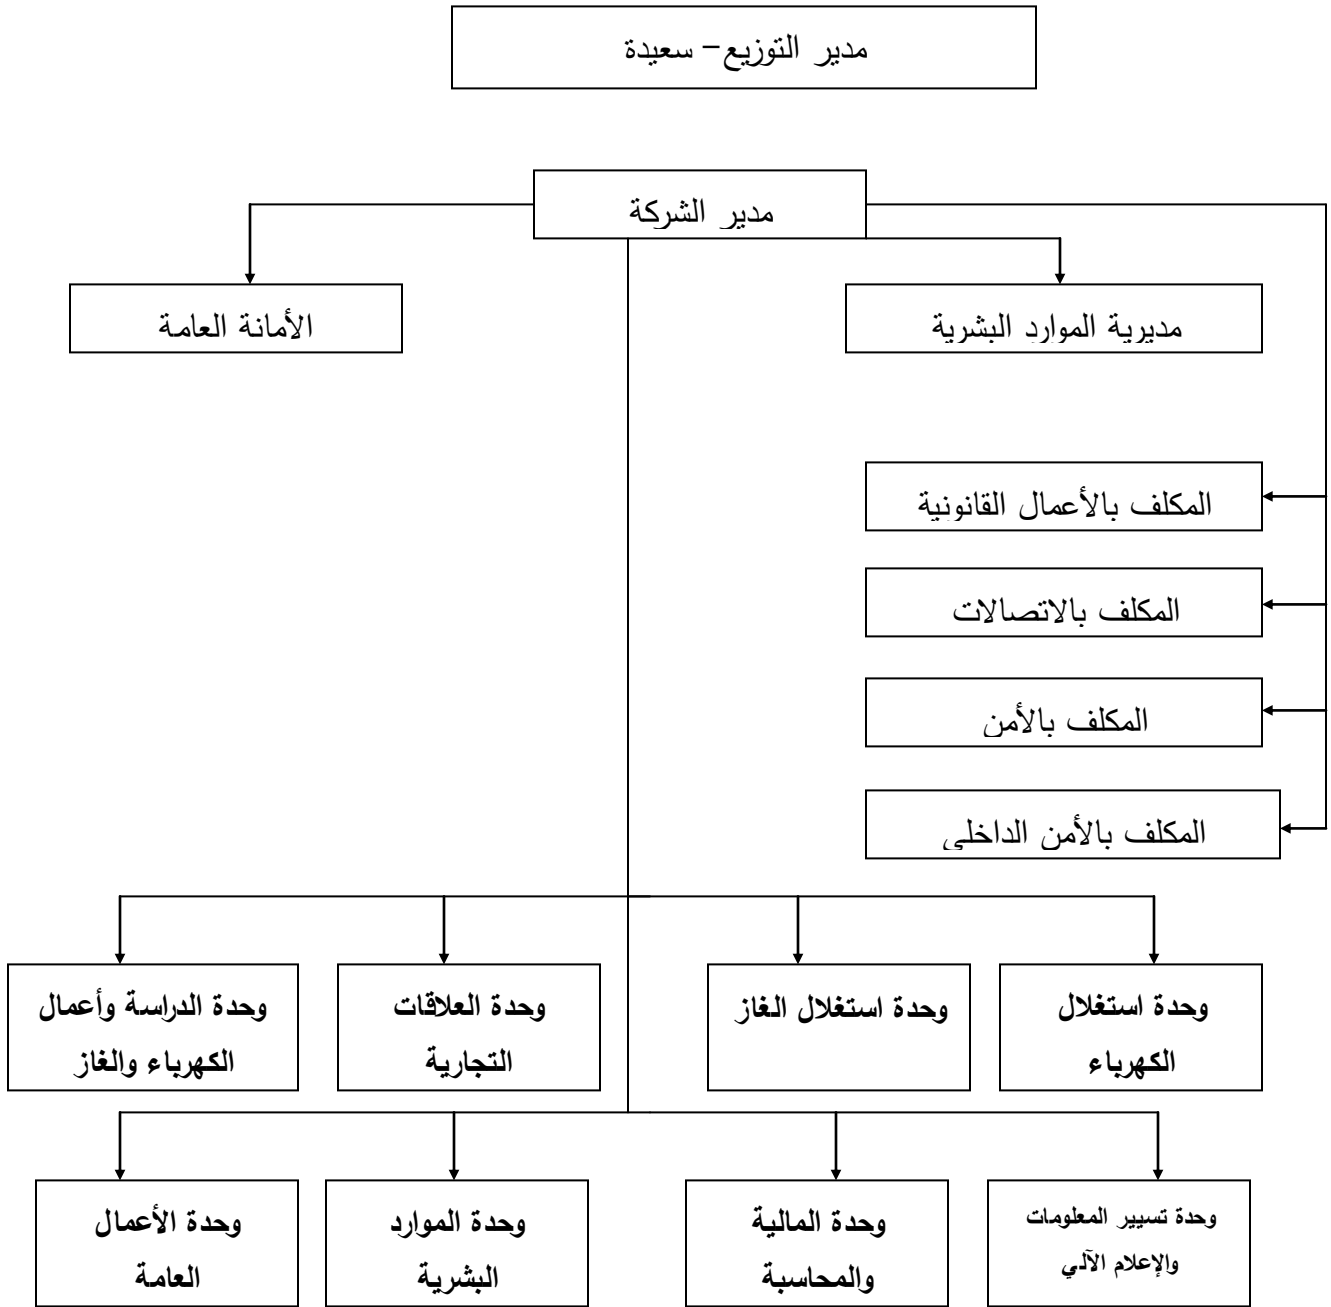 مدير التوزيع – سعيدة
مدير الشركة
مديرية الموارد البشرية
الأمانة العامة
المكلف بالأعمال القانونية
المكلف بالاتصالات
المكلف بالأمن
المكلف بالأمن الداخلي
وحدة استغلال
الكهرباء
وحدة استغلال الغاز
وحدة العلاقات
التجارية
وحدة الدراسة وأعمال
الكهرباء والغاز
وحدة تسيير المعلومات
والإعلام الآلي
وحدة المالية
والمحاسبة
وحدة الموارد
البشرية
وحدة الأعمال
العامة